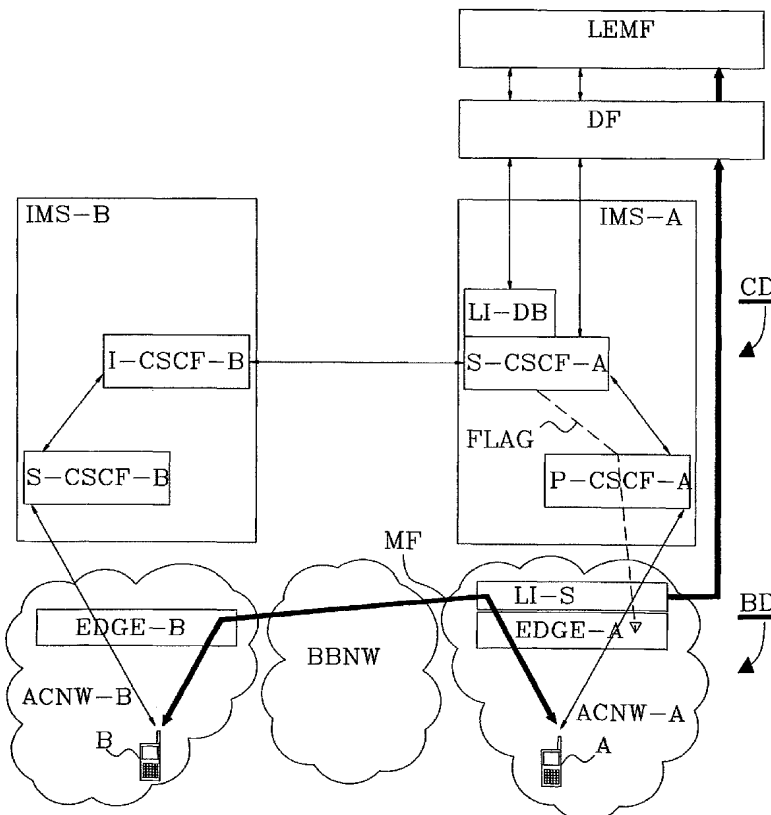 LEMF
DF
IMS-B
IMS-A
CD
LI-DB
I-CSCF-B
S-CSCF-A
FLAG
S-CSCF-B
P-CSCF-A
MF
LI-S
BD
EDGE-B
EDGE-A
BBNW
ACNW-B
ACNW-A
B
A